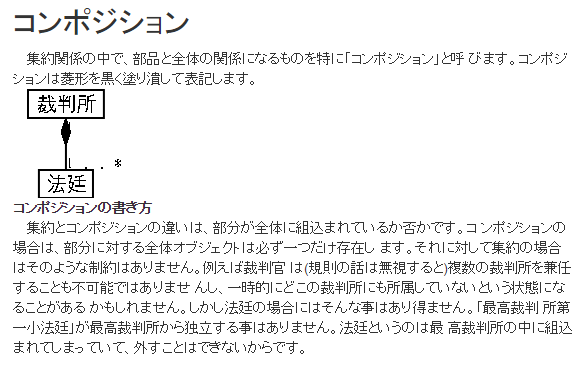 コンポジション
集約関係の中で、部品と全体の関係になるものを特に「コンポジション」と呼 びます。コンポジ
ションは菱形を黒く塗り潰して表記します。
裁判所
1 . . *
法廷
コンポジションの書き方
集約とコンポジションの違いは、部分が全体に組込まれているか否かです。コンポジションの
場合は、部分に対する全体オブジェクトは必ず一つだけ存在し ます。それに対して集約の場合
はそのような制約はありません。例えば裁判官 は(規則の話は無視すると)複数の裁判所を兼任
することも不可能ではありませ んし、一時的にどこの裁判所にも所属していないという状態にな
ることがある かもしれません。しかし法廷の場合にはそんな事はあり得ません。「最高裁判 所第
一小法廷」が最高裁判所から独立する事はありません。法廷というのは最 高裁判所の中に組込
まれてしまっ ていて、外すことはできないからです。